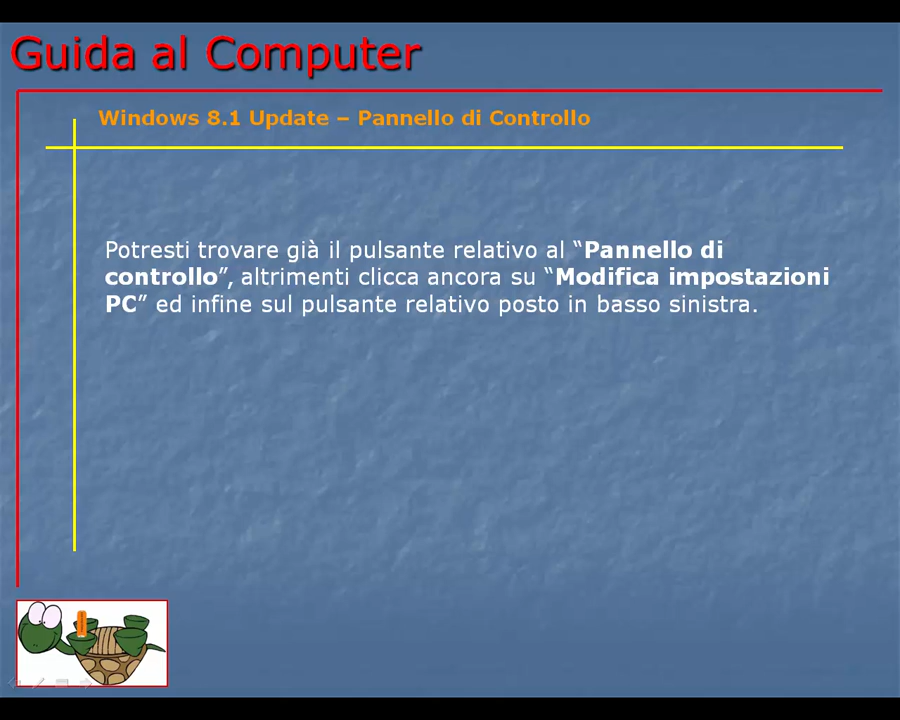 Guida al Computer
Windows 8.1 Update – Pannello di Controllo
Potresti trovare già il pulsante relativo al “Pannello di
controllo”, altrimenti clicca ancora su “Modifica impostazioni
PC” ed infine sul pulsante relativo posto in basso sinistra.